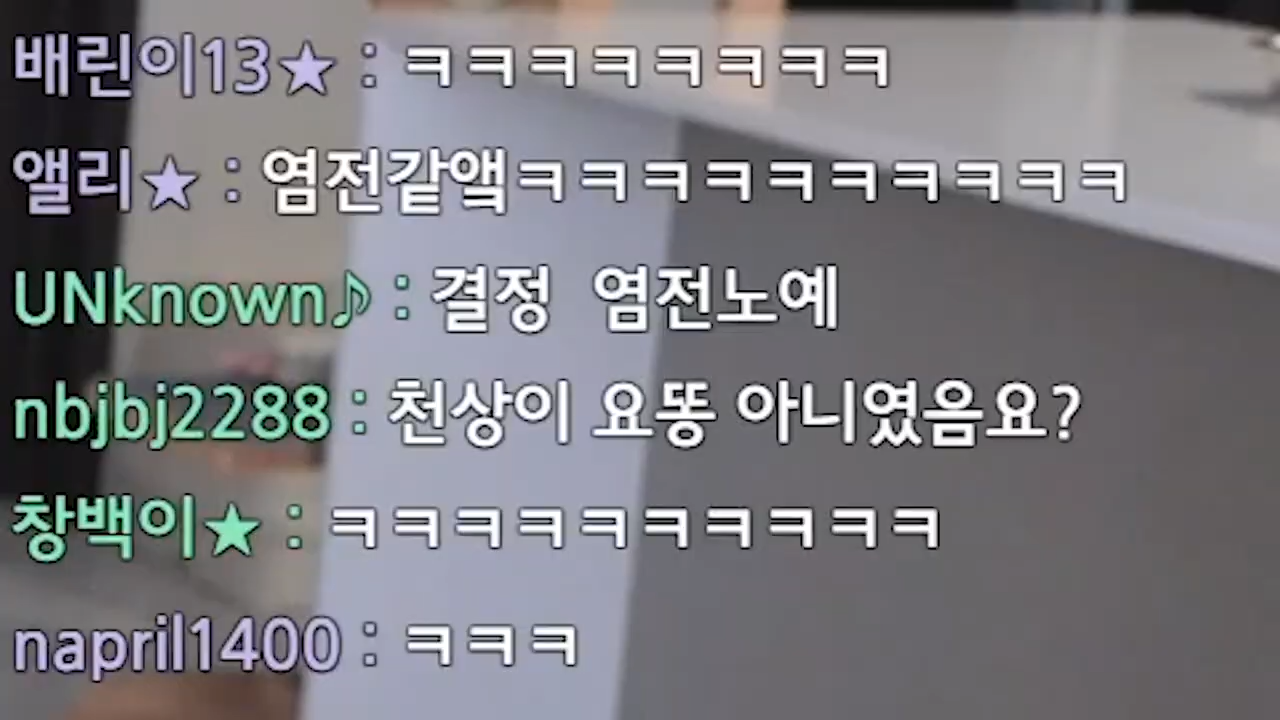 배린이13★ : ㅋㅋㅋㅋㅋㅋㅋㅋ
앨리★ : 염전같앸ㅋㅋㅋㅋㅋㅋㅋㅋㅋㅋ
UNknown♪ : 결정 염전노예
nbjbj2288 : 천상이 요똥 아니였음요?
창백이★ : ㅋㅋㅋㅋㅋㅋㅋㅋㅋㅋ
napril1400 : ㅋㅋㅋ